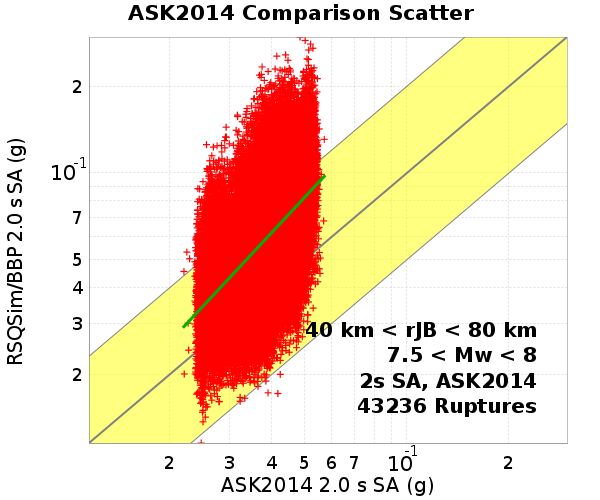 ASK2014 Comparison Scatter
RSQSim/BBP 2.0 s SA (g)
2
10-1
7
5
4
3
2
40 km < rJB < 80 km
7.5 < Mw < 8
2s SA, ASK2014
43236 Ruptures
2 3 4 5 6 7 10-1 2
ASK2014 2.0 s SA (g)